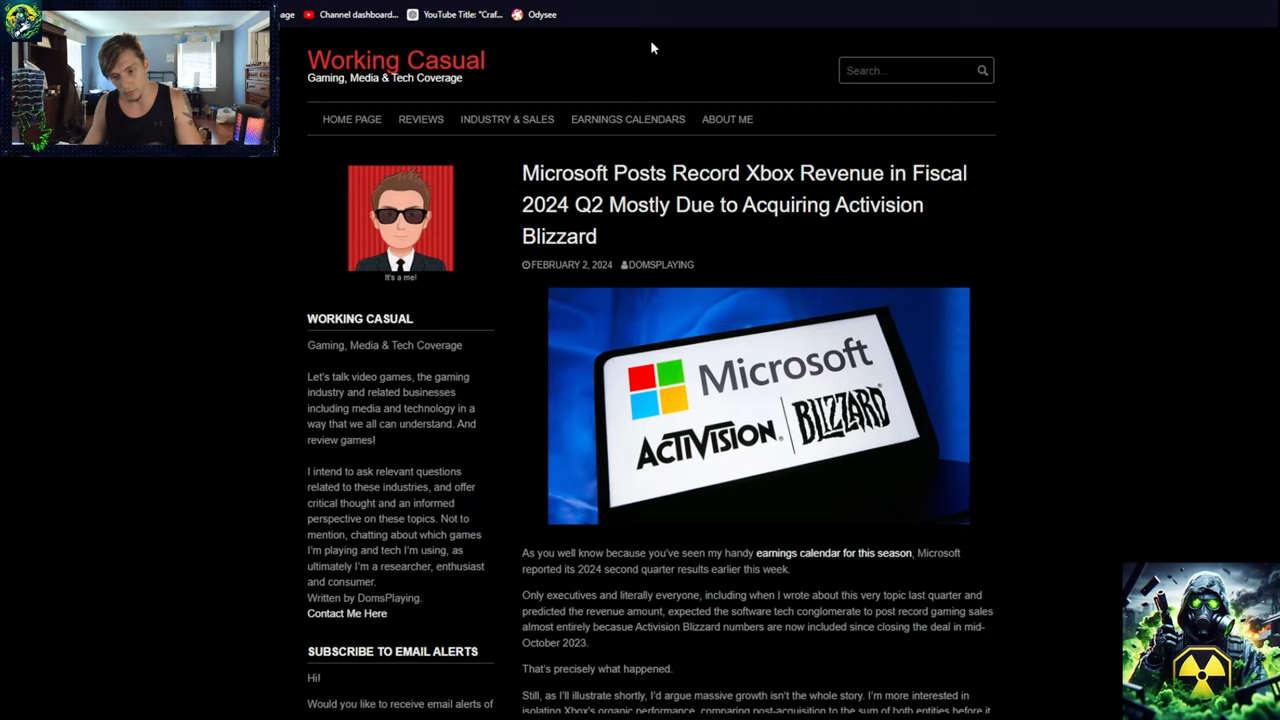 age
Channel dashboard...
YouTube Title: "Craf...
Odysee
Working Casual
Gaming, Media & Tech Coverage
Search...
HOME PAGE
REVIEWS
INDUSTRY & SALES
EARNINGS CALENDARS
ABOUT ME
It's a me!
WORKING CASUAL
Gaming, Media & Tech Coverage
Let's talk video games, the gaming
industry and related businesses
including media and technology in a
way that we all can understand. And
review games!
I intend to ask relevant questions
related to these industries, and offer
critical thought and an informed
perspective on these topics. Not to
mention, chatting about which games
I'm playing and tech I'm using, as
ultimately I'm a researcher, enthusiast
and consumer.
Written by DomsPlaying.
Contact Me Here
SUBSCRIBE TO EMAIL ALERTS
Hi!
Would you like to receive email alerts of
Microsoft Posts Record Xbox Revenue in Fiscal
2024 Q2 Mostly Due to Acquiring Activision
Blizzard
FEBRUARY 2, 2024 DOMSPLAYING
Microsoft
ACTIVISION
BLIZZARD
As you well know because you've seen my handy earnings calendar for this season, Microsoft
reported its 2024 second quarter results earlier this week.
Only executives and literally everyone, including when I wrote about this very topic last quarter and
predicted the revenue amount, expected the software tech conglomerate to post record gaming sales
almost entirely becasue Activision Blizzard numbers are now included since closing the deal in mid-
October 2023.
That's precisely what happened.
Still, as I'll illustrate shortly, I'd argue massive growth isn't the whole story. I'm more interested in
isolating Xbox's organic performance, comparing post-acquisition to the sum of both entities before it